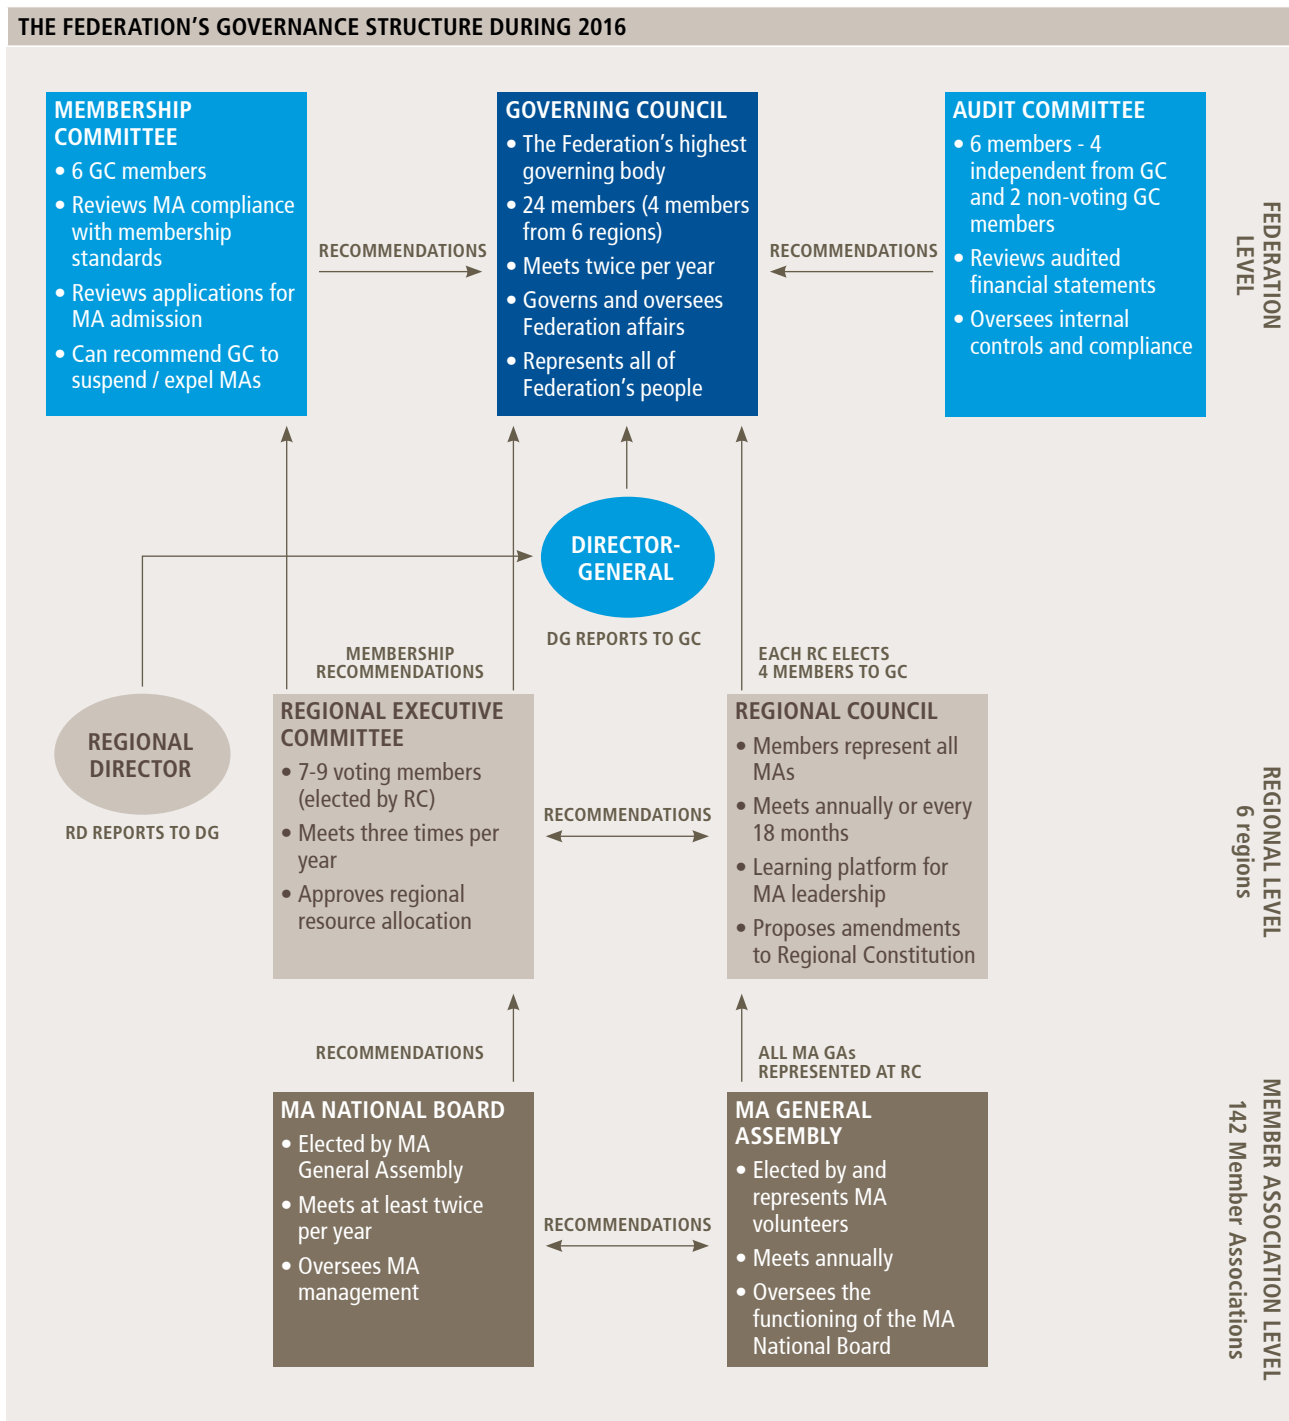 THE FEDERATION’S GOVERNANCE STRUCTURE DURING 2016
MEMBERSHIP
COMMITTEE
• 6 GC members
• Reviews MA compliance
with membership
standards
• Reviews applications for
MA admission
• Can recommend GC to
suspend / expel MAs
RECOMMENDATIONS
GOVERNING COUNCIL
• The Federation’s highest
governing body
• 24 members (4 members
from 6 regions)
• Meets twice per year
• Governs and oversees
Federation affairs
• Represents all of
Federation’s people
RECOMMENDATIONS
AUDIT COMMITTEE
• 6 members - 4
independent from GC
and 2 non-voting GC
members
• Reviews audited
financial statements
• Oversees internal
controls and compliance
FEDERATION
LEVEL
DIRECTOR-
GENERAL
DG REPORTS TO GC
MEMBERSHIP
RECOMMENDATIONS
EACH RC ELECTS
4 MEMBERS TO GC
REGIONAL
DIRECTOR
RD REPORTS TO DG
REGIONAL EXECUTIVE
COMMITTEE
• 7-9 voting members
(elected by RC)
• Meets three times per
year
• Approves regional
resource allocation
RECOMMENDATIONS
REGIONAL COUNCIL
• Members represent all
MAs
• Meets annually or every
18 months
• Learning platform for
MA leadership
• Proposes amendments
to Regional Constitution
REGIONAL LEVEL
6 regions
RECOMMENDATIONS
ALL MA GAs
REPRESENTED AT RC
MA NATIONAL BOARD
• Elected by MA
General Assembly
• Meets at least twice
per year
• Oversees MA
management
RECOMMENDATIONS
MA GENERAL
ASSEMBLY
• Elected by and
represents MA
volunteers
• Meets annually
• Oversees the
functioning of the MA
National Board
MEMBER ASSOCIATION LEVEL
142 Member Associations